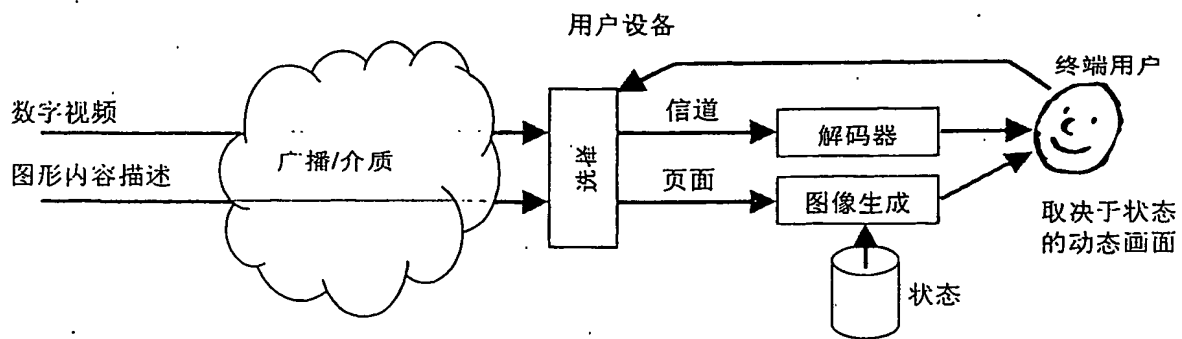 用户设备
终端用户
数字视频
信道
解码器
广播/介质
选择
图形内容描述
页面
图像生成
取决于状态
的动态画面
状态